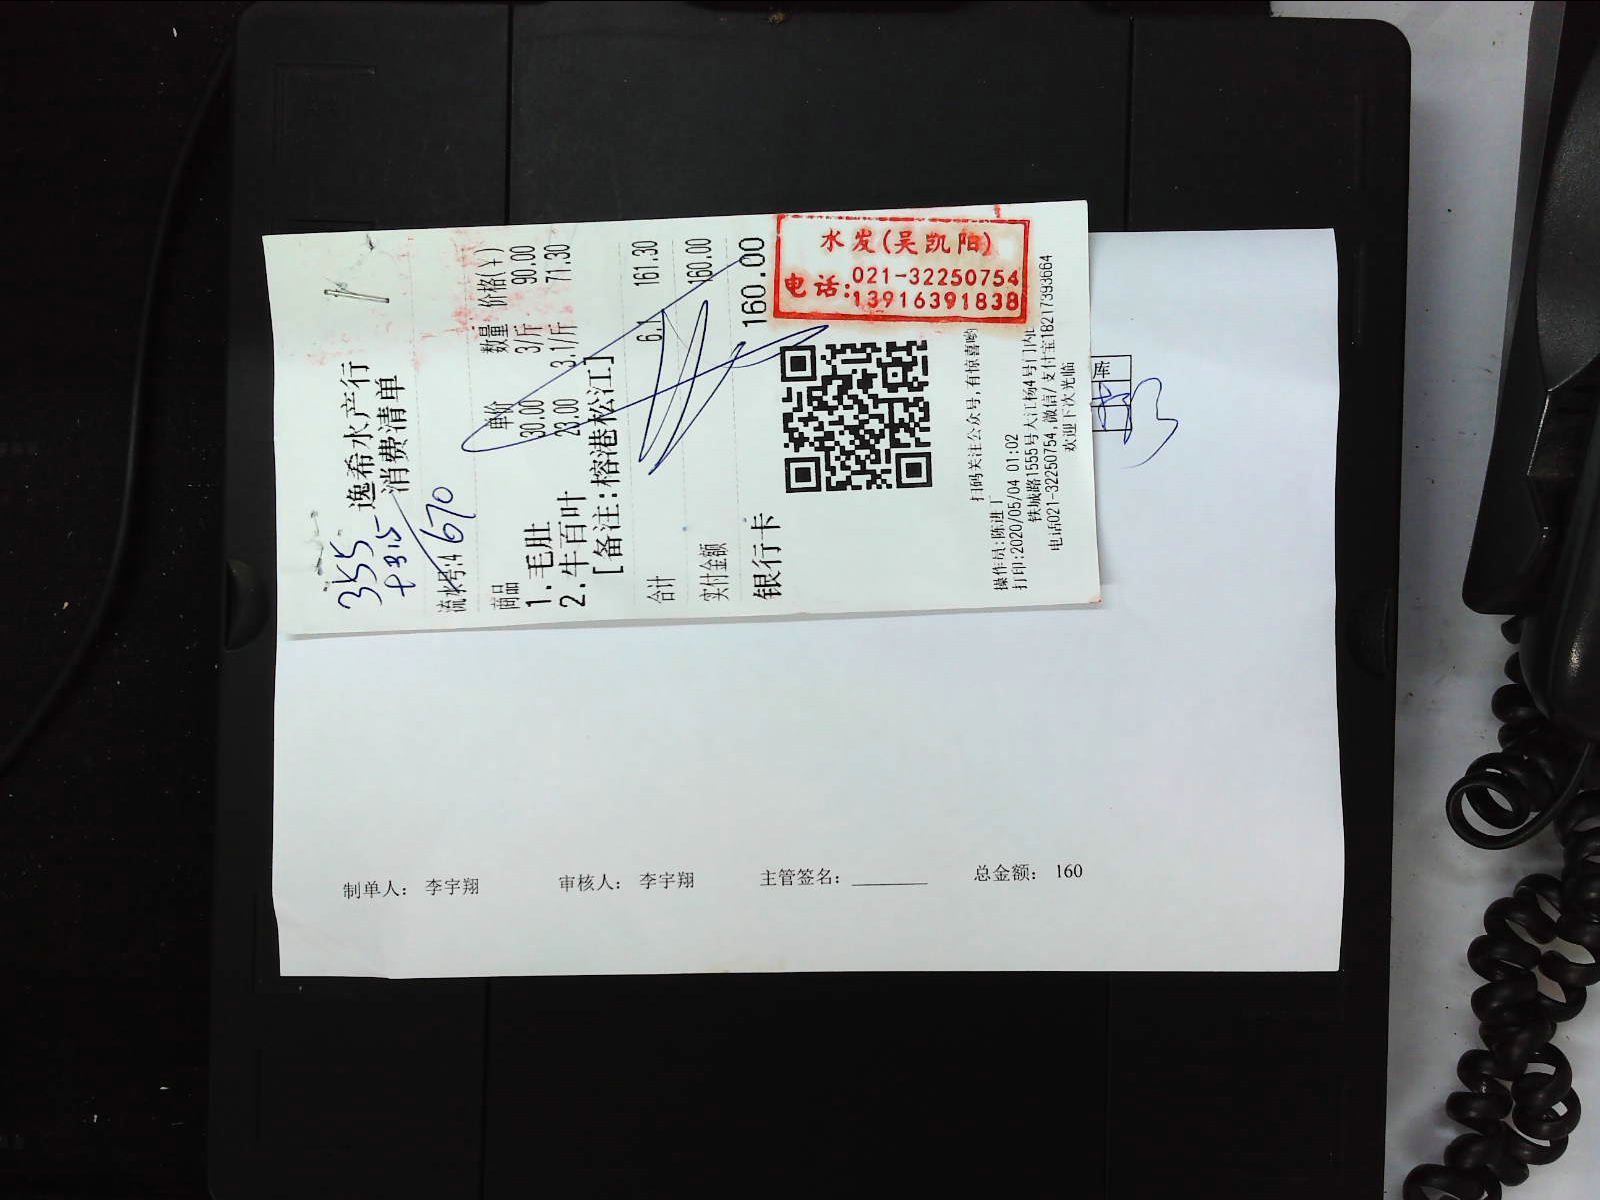 355
+315
670
逸希水产行
消费清单
流水号:4
商品 单价 数量 价格(¥)
1.毛肚 30.00 3/斤 90.00
2.牛百叶 23.00 3.1/斤 71.30
[备注:榕港松江]
合计 6.1 161.30
实付金额 160.00
银行卡 160.00
水发(吴凯阳)
电话:021-32250754
13916391838
扫码关注公众号,有惊喜哟
操作员:陈进丁
打印:2020/05/04 01:02
铁城路1555号大江杨4号门内
电话021-32250754,微信/支付宝18217393664
欢迎下次光临
库
制单人: 李宇翔 审核人: 李宇翔 主管签名: 总金额: 160